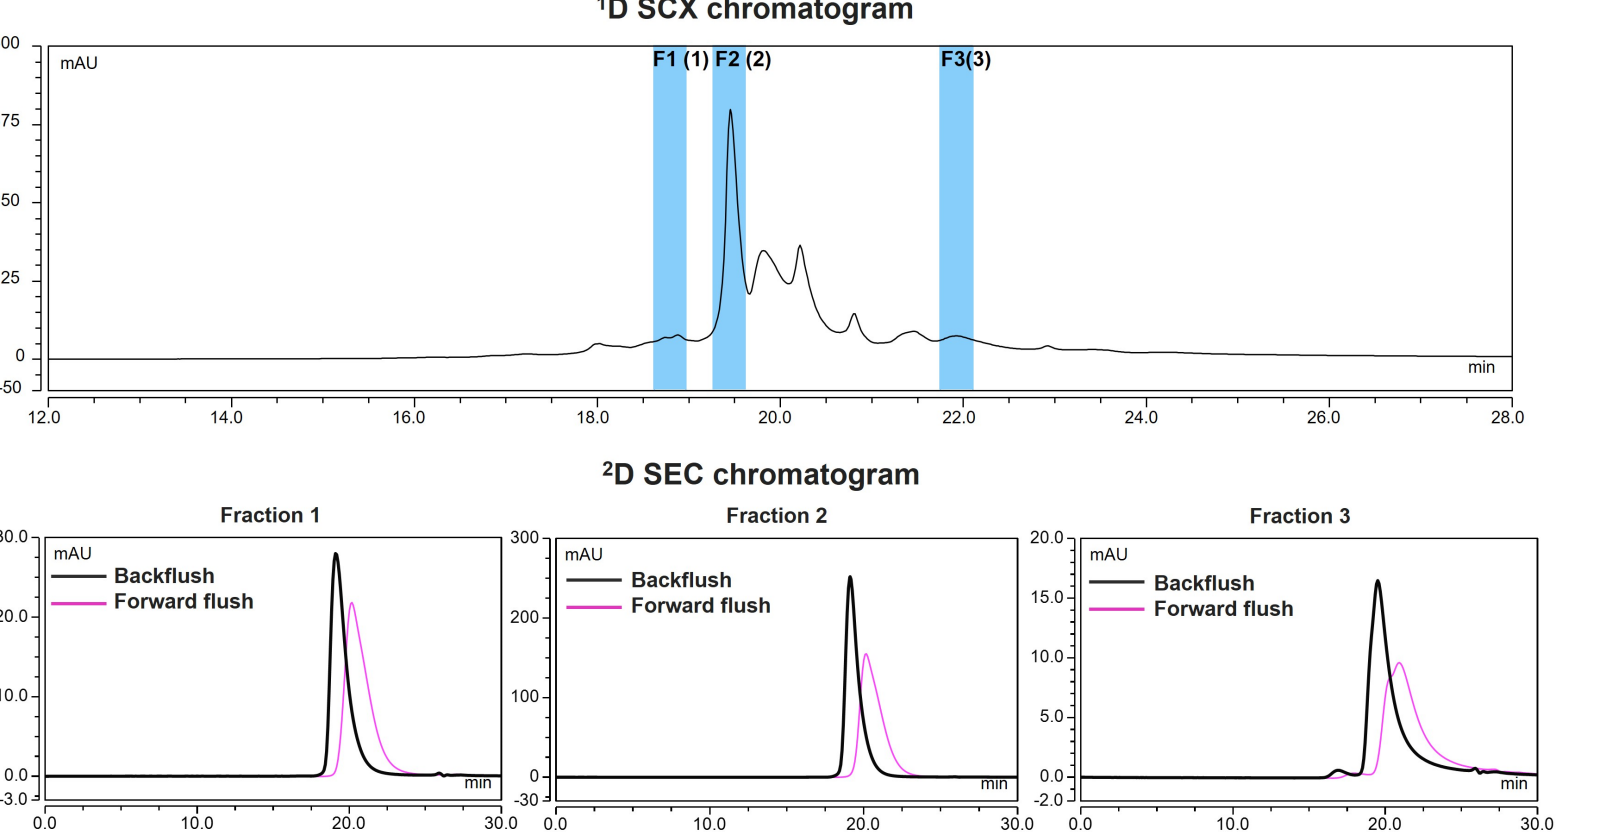 ¹D SCX chromatogram
00
mAU
F1 (1) F2 (2) F3(3)
75
50
25
0
-50
min
12.0 14.0 16.0 18.0 20.0 22.0 24.0 26.0 28.0
²D SEC chromatogram
Fraction 1
30.0
mAU
Backflush
Forward flush
20.0
10.0
0.0
-3.0
min
0.0 10.0 20.0 30.0
Fraction 2
300
mAU
Backflush
Forward flush
200
100
0
-30
min
0.0 10.0 20.0 30.0
Fraction 3
20.0
mAU
Backflush
Forward flush
15.0
10.0
5.0
0.0
-2.0
min
0.0 10.0 20.0 30.0